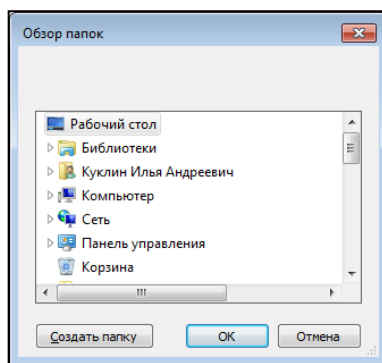 Обзор папок
Рабочий стол
Библиотеки
Куклин Илья Андреевич
Компьютер
Сеть
Панель управления
Корзина
Создать папку
OK
Отмена